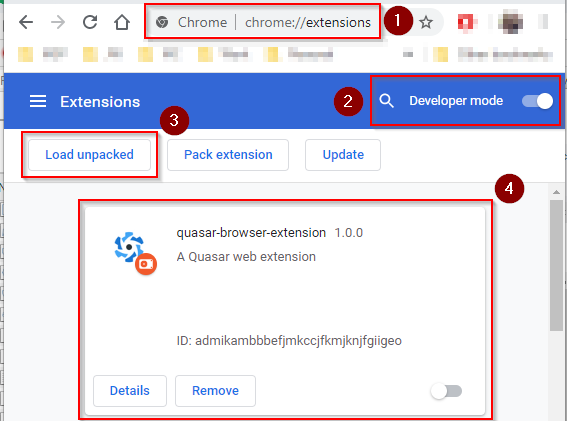 Chrome | chrome://extensions
1
Extensions
2
Developer mode
3
Load unpacked
Pack extension
Update
4
quasar-browser-extension 1.0.0
A Quasar web extension
ID: admikambbbefjmkccjfkmjknjfgiigeo
Details
Remove